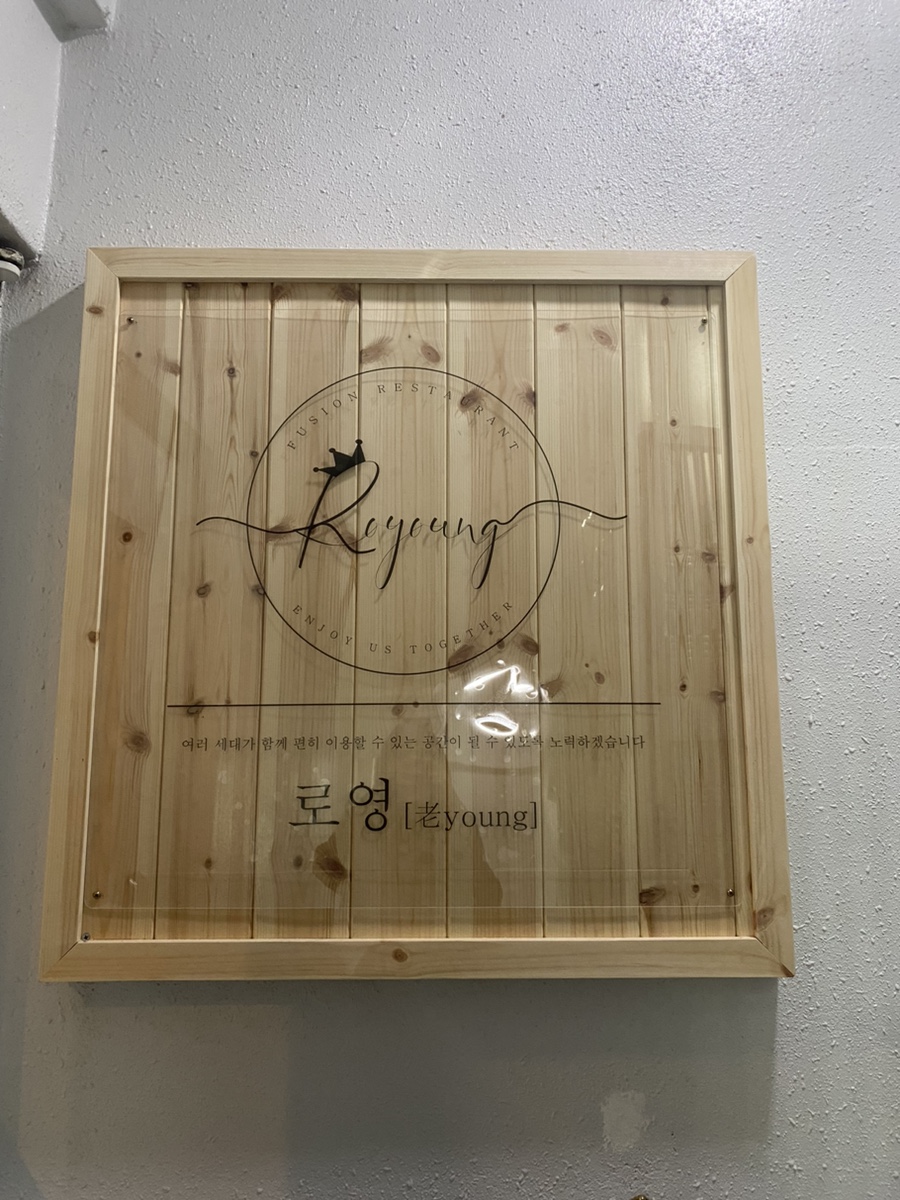 FUSION RESTAURANT
Royoung
ENJOY US TOGETHER
여러 세대가 함께 편히 이용할 수 있는 공간이 될 수 있도록 노력하겠습니다
로영 [老young]